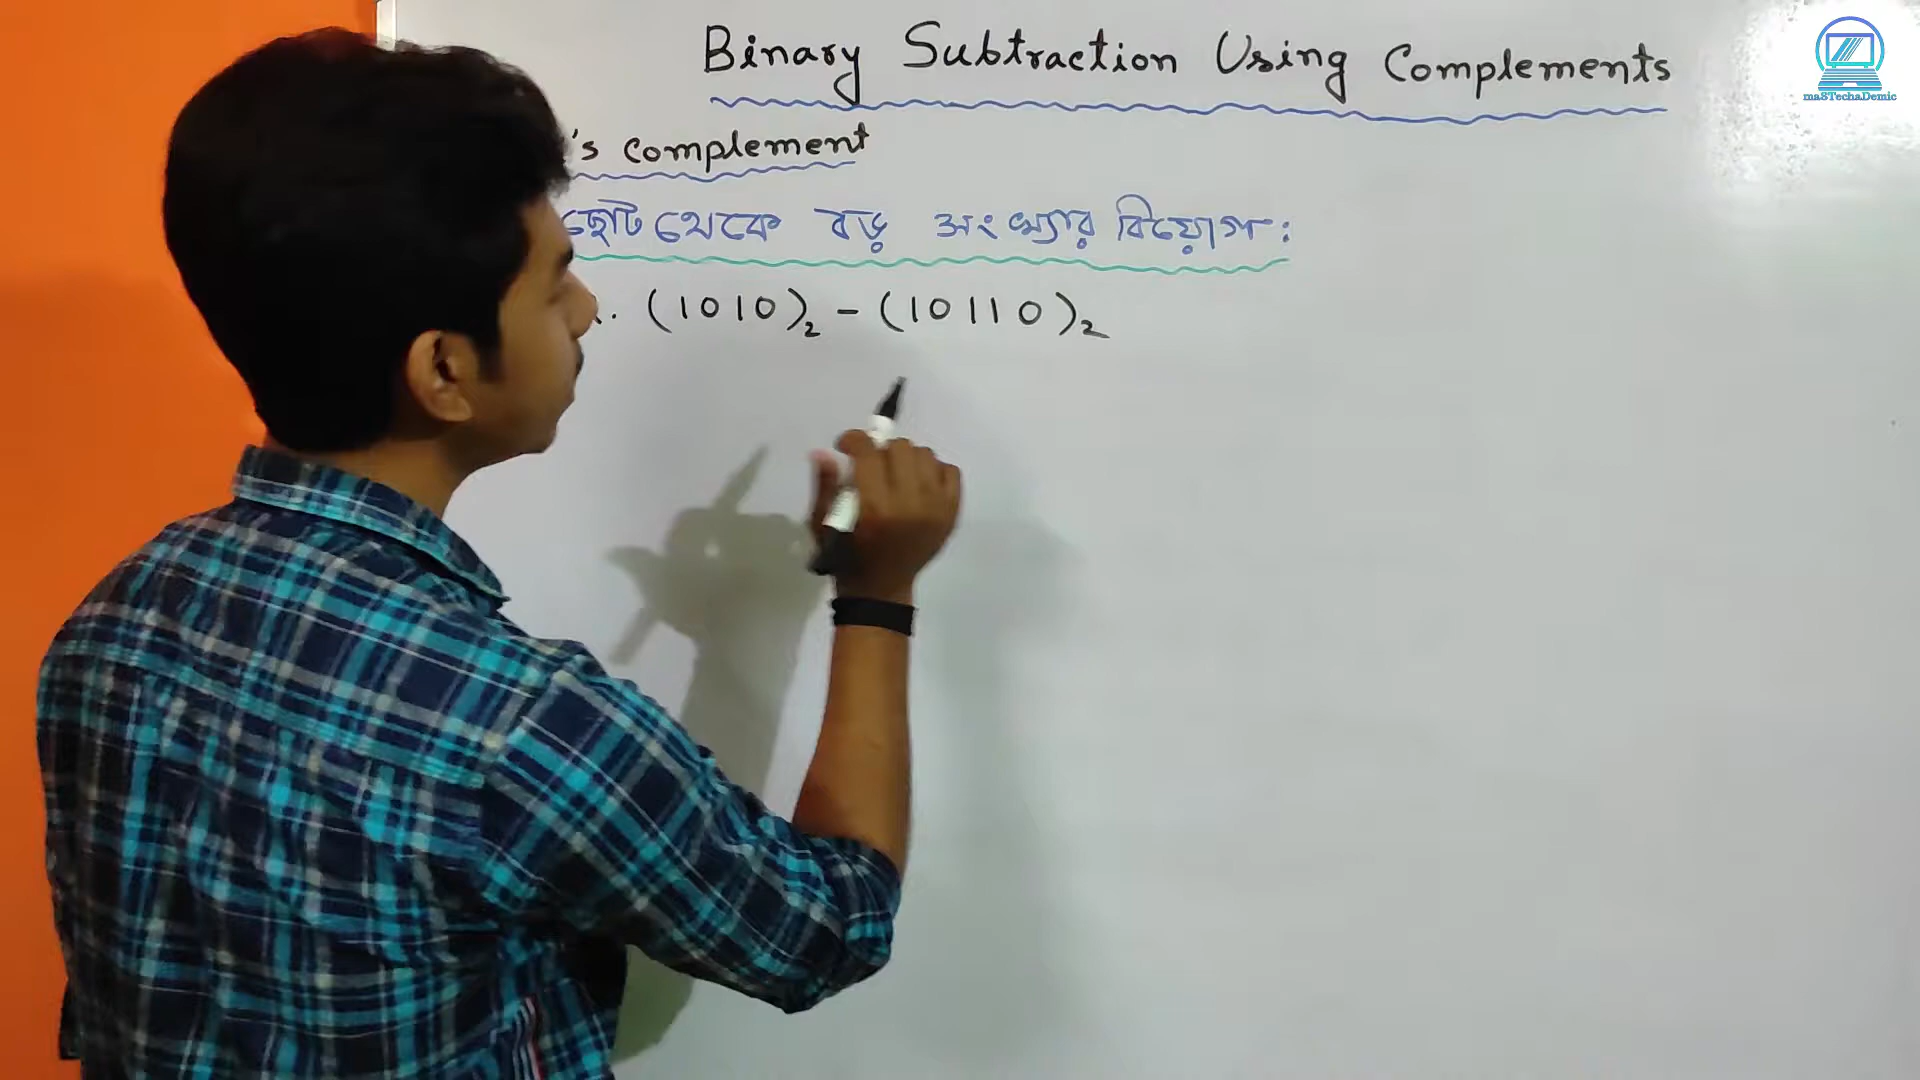 Binary Subtraction Using Complements
maSTechaDemic
's complement
ছোট থেকে বড় অংখ্যার বিয়োগ :
. (1010)₂ - (10110)₂